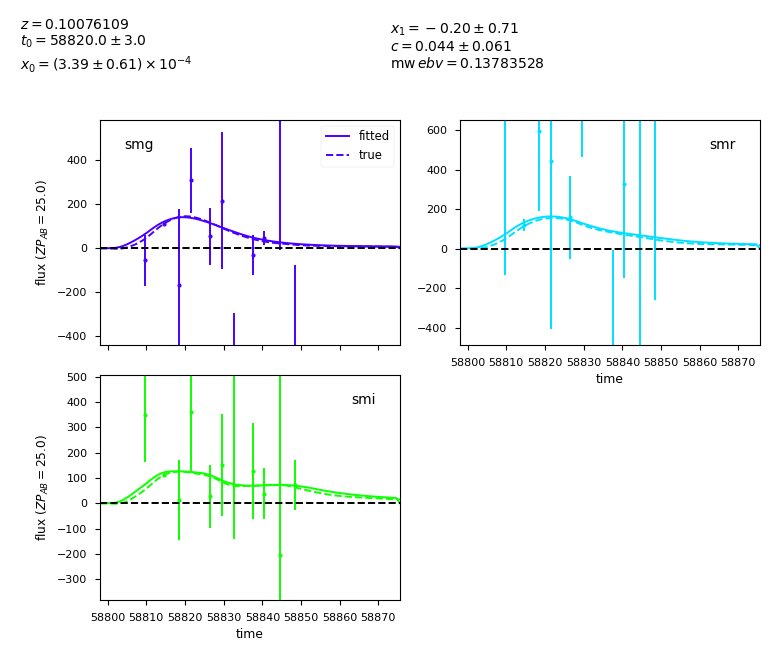 z = 0.10076109
t₀ = 58820.0 ± 3.0
x₀ = (3.39 ± 0.61) × 10⁻⁴
x₁ = −0.20 ± 0.71
c = 0.044 ± 0.061
mw ebv = 0.13783528
smg
fitted
true
400
200
0
−200
−400
flux (ZP_AB = 25.0)
smr
600
400
200
0
−200
−400
58800 58810 58820 58830 58840 58850 58860 58870
time
smi
500
400
300
200
100
0
−100
−200
−300
flux (ZP_AB = 25.0)
58800 58810 58820 58830 58840 58850 58860 58870
time